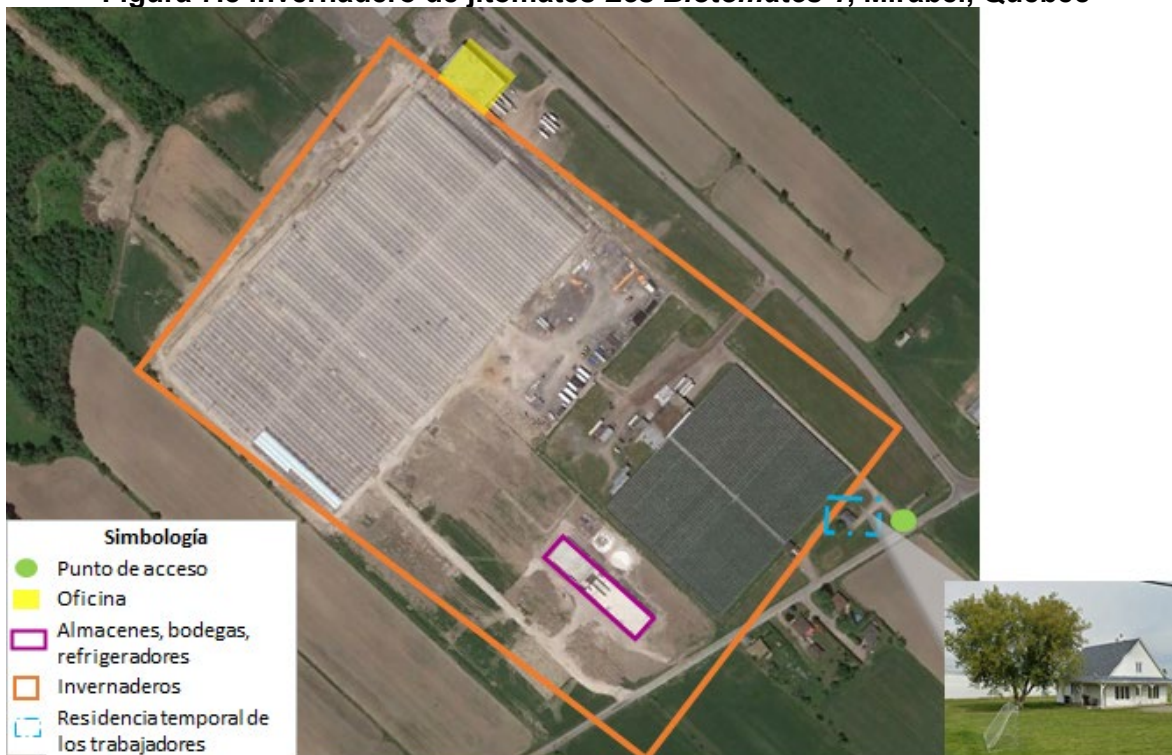 Simbología
Punto de acceso
Oficina
Almacenes, bodegas,
refrigeradores
Invernaderos
Residencia temporal de
los trabajadores